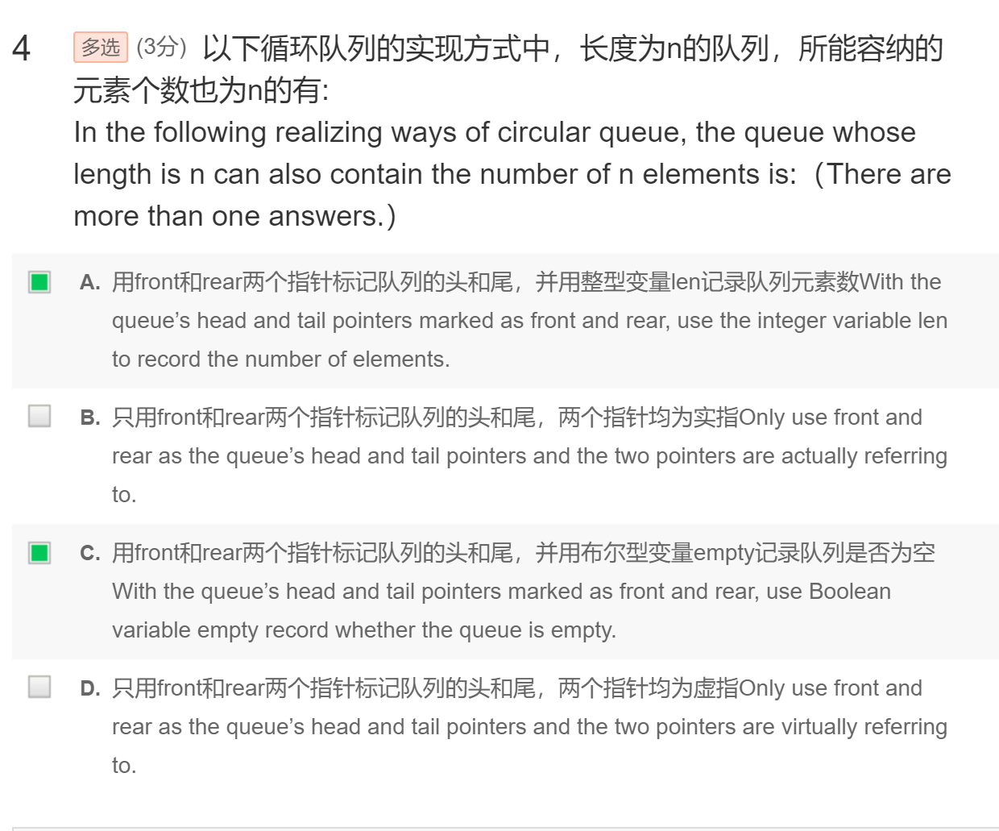 4 多选 (3分) 以下循环队列的实现方式中，长度为n的队列，所能容纳的
元素个数也为n的有:
In the following realizing ways of circular queue, the queue whose
length is n can also contain the number of n elements is:（There are
more than one answers.）
A. 用front和rear两个指针标记队列的头和尾，并用整型变量len记录队列元素数With the
queue’s head and tail pointers marked as front and rear, use the integer variable len
to record the number of elements.
B. 只用front和rear两个指针标记队列的头和尾，两个指针均为实指Only use front and
rear as the queue’s head and tail pointers and the two pointers are actually referring
to.
C. 用front和rear两个指针标记队列的头和尾，并用布尔型变量empty记录队列是否为空
With the queue’s head and tail pointers marked as front and rear, use Boolean
variable empty record whether the queue is empty.
D. 只用front和rear两个指针标记队列的头和尾，两个指针均为虚指Only use front and
rear as the queue’s head and tail pointers and the two pointers are virtually referring
to.